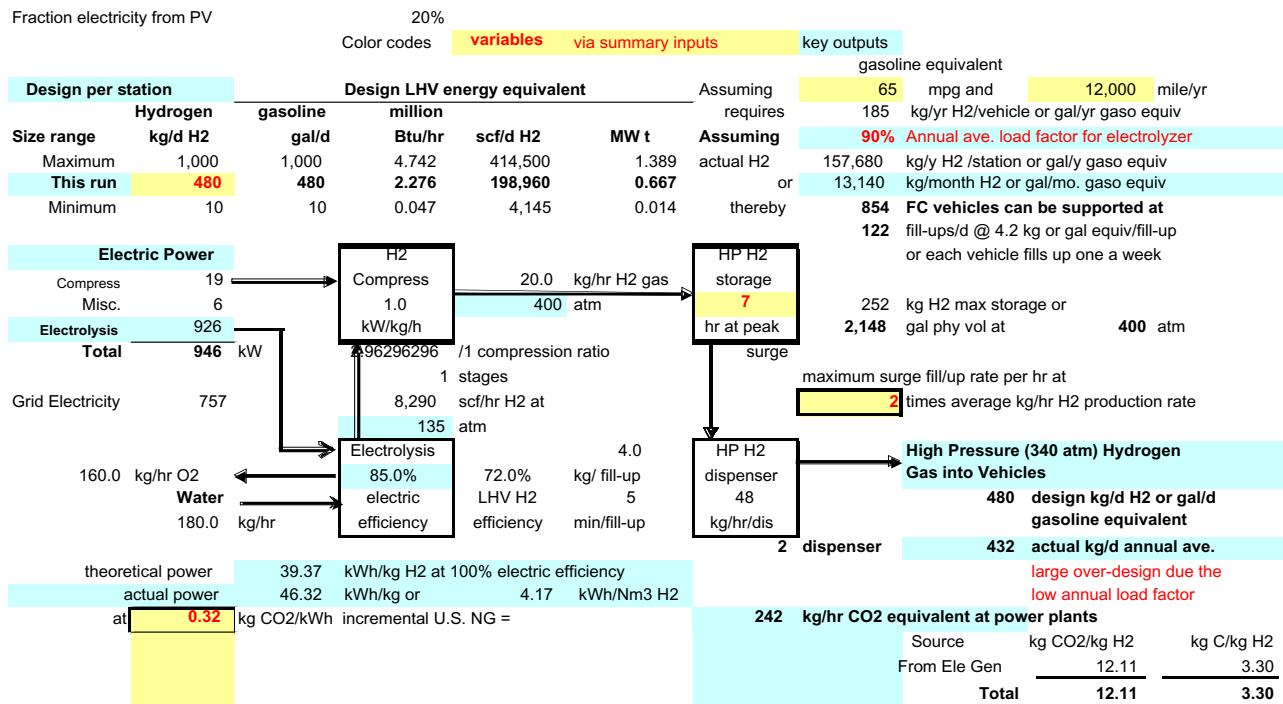 Fraction electricity from PV 20%
Color codes variables via summary inputs key outputs
gasoline equivalent
Design per station Design LHV energy equivalent Assuming 65 mpg and 12,000 mile/yr
Hydrogen gasoline million requires 185 kg/yr H2/vehicle or gal/yr gaso equiv
Size range kg/d H2 gal/d Btu/hr scf/d H2 MW t Assuming 90% Annual ave. load factor for electrolyzer
Maximum 1,000 1,000 4.742 414,500 1.389 actual H2 157,680 kg/y H2 /station or gal/y gaso equiv
This run 480 480 2.276 198,960 0.667 or 13,140 kg/month H2 or gal/mo. gaso equiv
Minimum 10 10 0.047 4,145 0.014 thereby 854 FC vehicles can be supported at
122 fill-ups/d @ 4.2 kg or gal equiv/fill-up
Electric Power H2 HP H2 or each vehicle fills up one a week
Compress 19 Compress 20.0 kg/hr H2 gas storage
Misc. 6 1.0 400 atm 7 252 kg H2 max storage or
Electrolysis 926 kW/kg/h hr at peak 2,148 gal phy vol at 400 atm
Total 946 kW 2.96296296 /1 compression ratio surge
1 stages maximum surge fill/up rate per hr at
Grid Electricity 757 8,290 scf/hr H2 at 2 times average kg/hr H2 production rate
135 atm
Electrolysis 4.0 HP H2 High Pressure (340 atm) Hydrogen
160.0 kg/hr O2 85.0% 72.0% kg/ fill-up dispenser Gas into Vehicles
Water electric LHV H2 5 48 480 design kg/d H2 or gal/d
180.0 kg/hr efficiency efficiency min/fill-up kg/hr/dis gasoline equivalent
2 dispenser 432 actual kg/d annual ave.
theoretical power 39.37 kWh/kg H2 at 100% electric efficiency large over-design due the
actual power 46.32 kWh/kg or 4.17 kWh/Nm3 H2 low annual load factor
at 0.32 kg CO2/kWh incremental U.S. NG = 242 kg/hr CO2 equivalent at power plants
Source kg CO2/kg H2 kg C/kg H2
From Ele Gen 12.11 3.30
Total 12.11 3.30